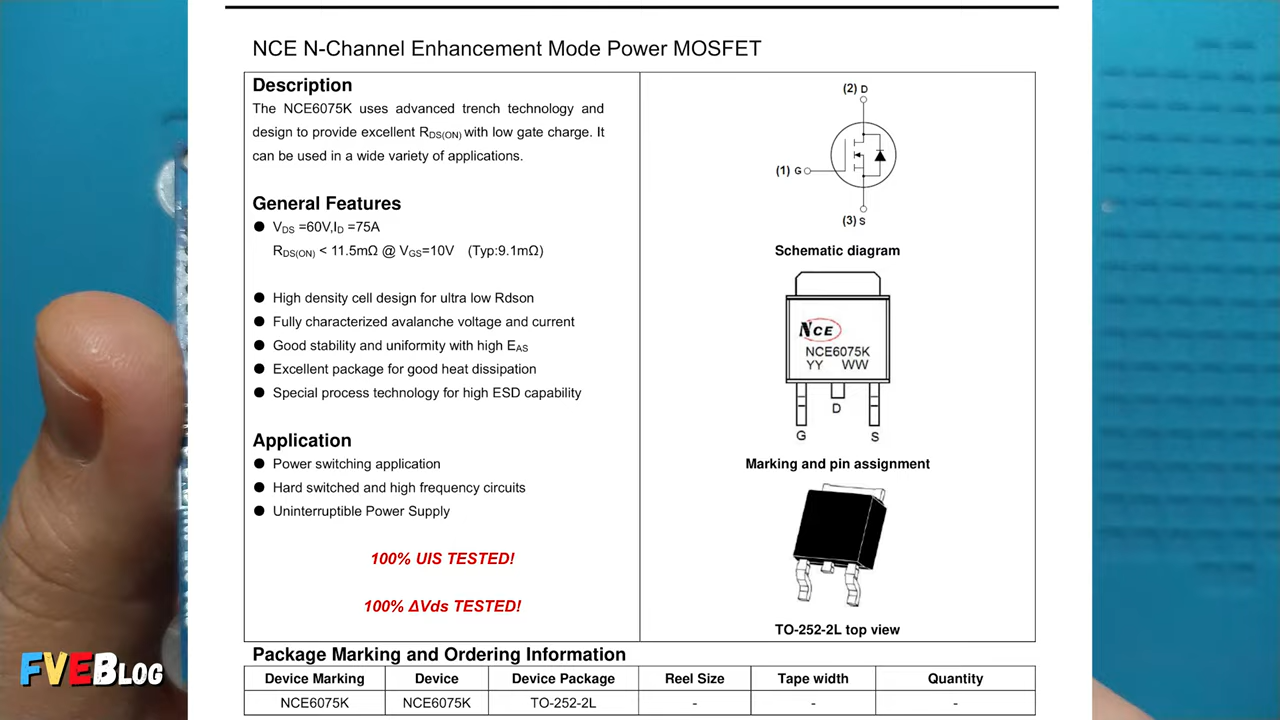 NCE N-Channel Enhancement Mode Power MOSFET
Description
The NCE6075K uses advanced trench technology and
design to provide excellent RDS(ON) with low gate charge. It
can be used in a wide variety of applications.
General Features
● VDS =60V,ID =75A
RDS(ON) < 11.5mΩ @ VGS=10V (Typ:9.1mΩ)
● High density cell design for ultra low Rdson
● Fully characterized avalanche voltage and current
● Good stability and uniformity with high EAS
● Excellent package for good heat dissipation
● Special process technology for high ESD capability
Application
● Power switching application
● Hard switched and high frequency circuits
● Uninterruptible Power Supply
100% UIS TESTED!
100% ΔVds TESTED!
(2) D
(1) G
(3) S
Schematic diagram
NCE
NCE6075K
YY WW
D
G S
Marking and pin assignment
TO-252-2L top view
Package Marking and Ordering Information
Device Marking Device Device Package Reel Size Tape width Quantity
NCE6075K NCE6075K TO-252-2L - - -
FVEBLOG